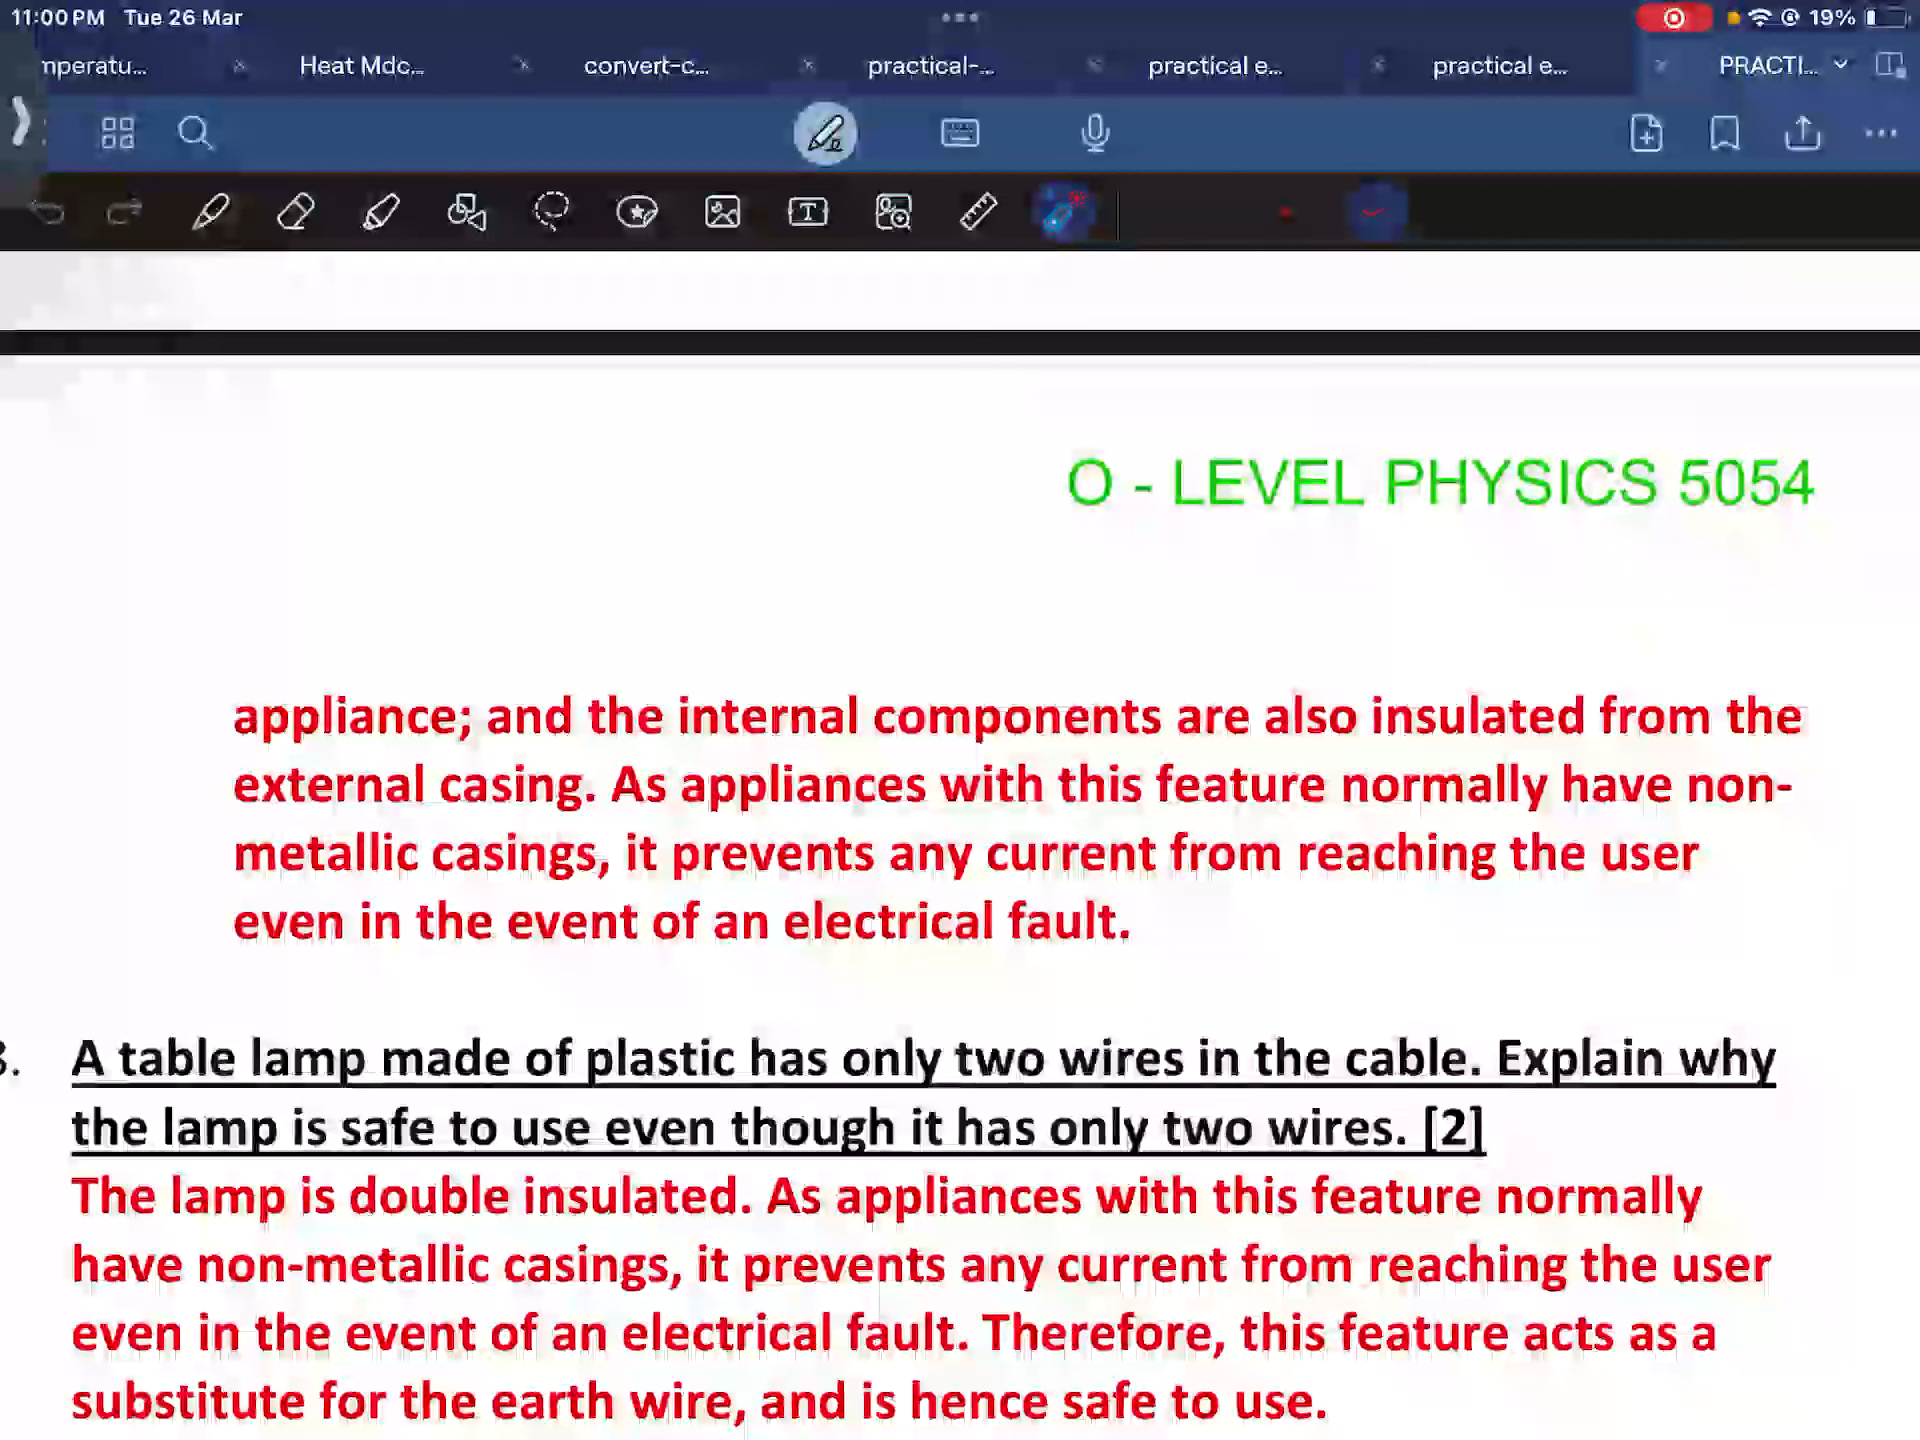 11:00 PM Tue 26 Mar
19%
mperatu...
Heat Mdc...
convert-c...
practical-...
practical e...
practical e...
PRACTI...
O - LEVEL PHYSICS 5054
appliance; and the internal components are also insulated from the
external casing. As appliances with this feature normally have non-
metallic casings, it prevents any current from reaching the user
even in the event of an electrical fault.
3. A table lamp made of plastic has only two wires in the cable. Explain why
the lamp is safe to use even though it has only two wires. [2]
The lamp is double insulated. As appliances with this feature normally
have non-metallic casings, it prevents any current from reaching the user
even in the event of an electrical fault. Therefore, this feature acts as a
substitute for the earth wire, and is hence safe to use.